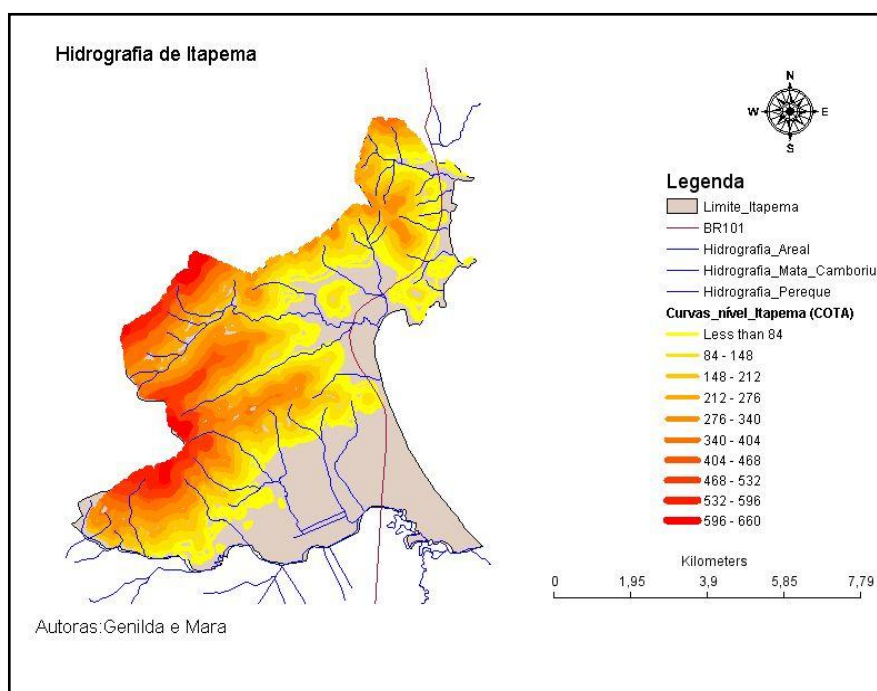 Hidrografia de Itapema
N
W E
S
Legenda
Limite_Itapema
BR101
Hidrografia_Areal
Hidrografia_Mata_Camboriu
Hidrografia_Pereque
Curvas_nível_Itapema (COTA)
Less than 84
84 - 148
148 - 212
212 - 276
276 - 340
340 - 404
404 - 468
468 - 532
532 - 596
596 - 660
Kilometers
0 1,95 3,9 5,85 7,79
Autoras:Genilda e Mara